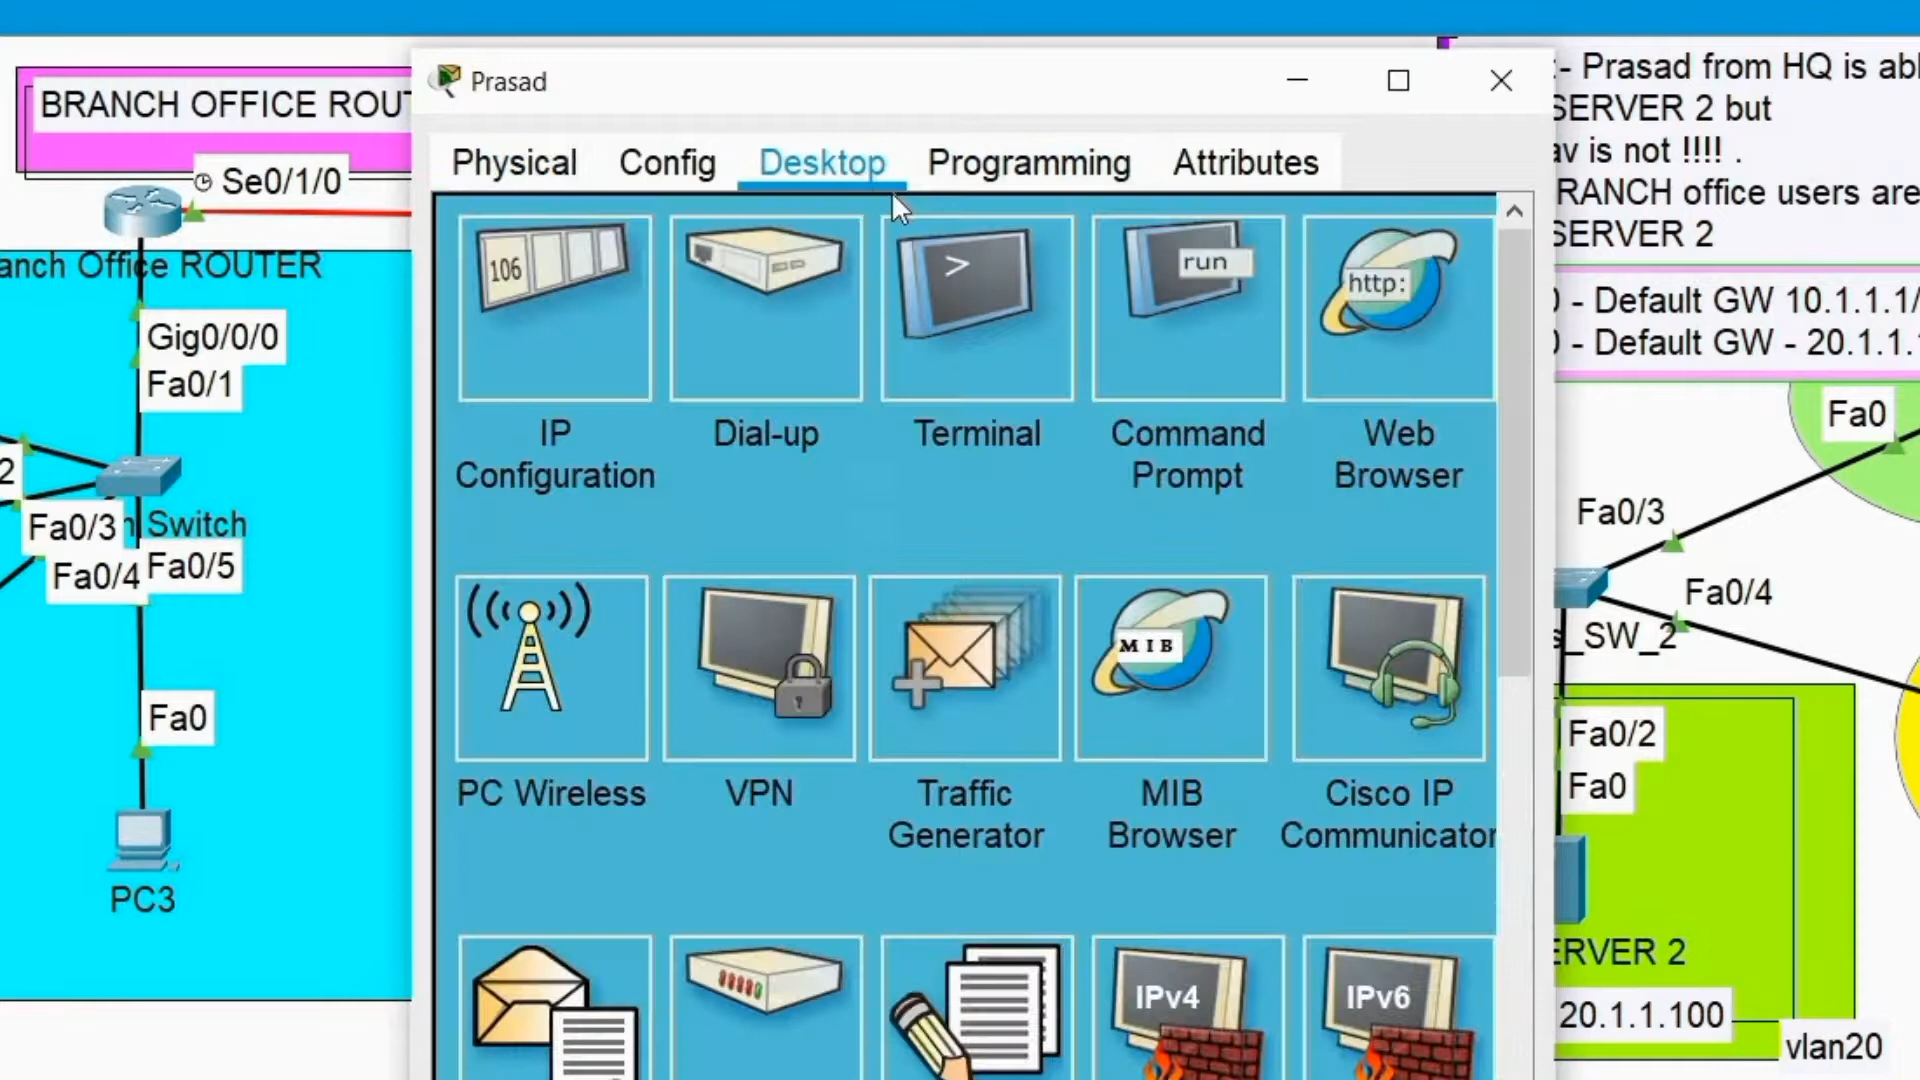 BRANCH OFFICE ROUT
Se0/1/0
anch Office ROUTER
Gig0/0/0
Fa0/1
2
Fa0/3
Switch
Fa0/4
Fa0/5
Fa0
PC3
Prasad
Physical
Config
Desktop
Programming
Attributes
106
>
run
http:
IP
Configuration
Dial-up
Terminal
Command
Prompt
Web
Browser
MIB
PC Wireless
VPN
Traffic
Generator
MIB
Browser
Cisco IP
Communicator
IPv4
IPv6
:- Prasad from HQ is abl
SERVER 2 but
av is not !!!! .
RANCH office users are
SERVER 2
- Default GW 10.1.1.1/
- Default GW - 20.1.1.
Fa0
Fa0/3
Fa0/4
s_SW_2
Fa0/2
Fa0
ERVER 2
20.1.1.100
vlan20